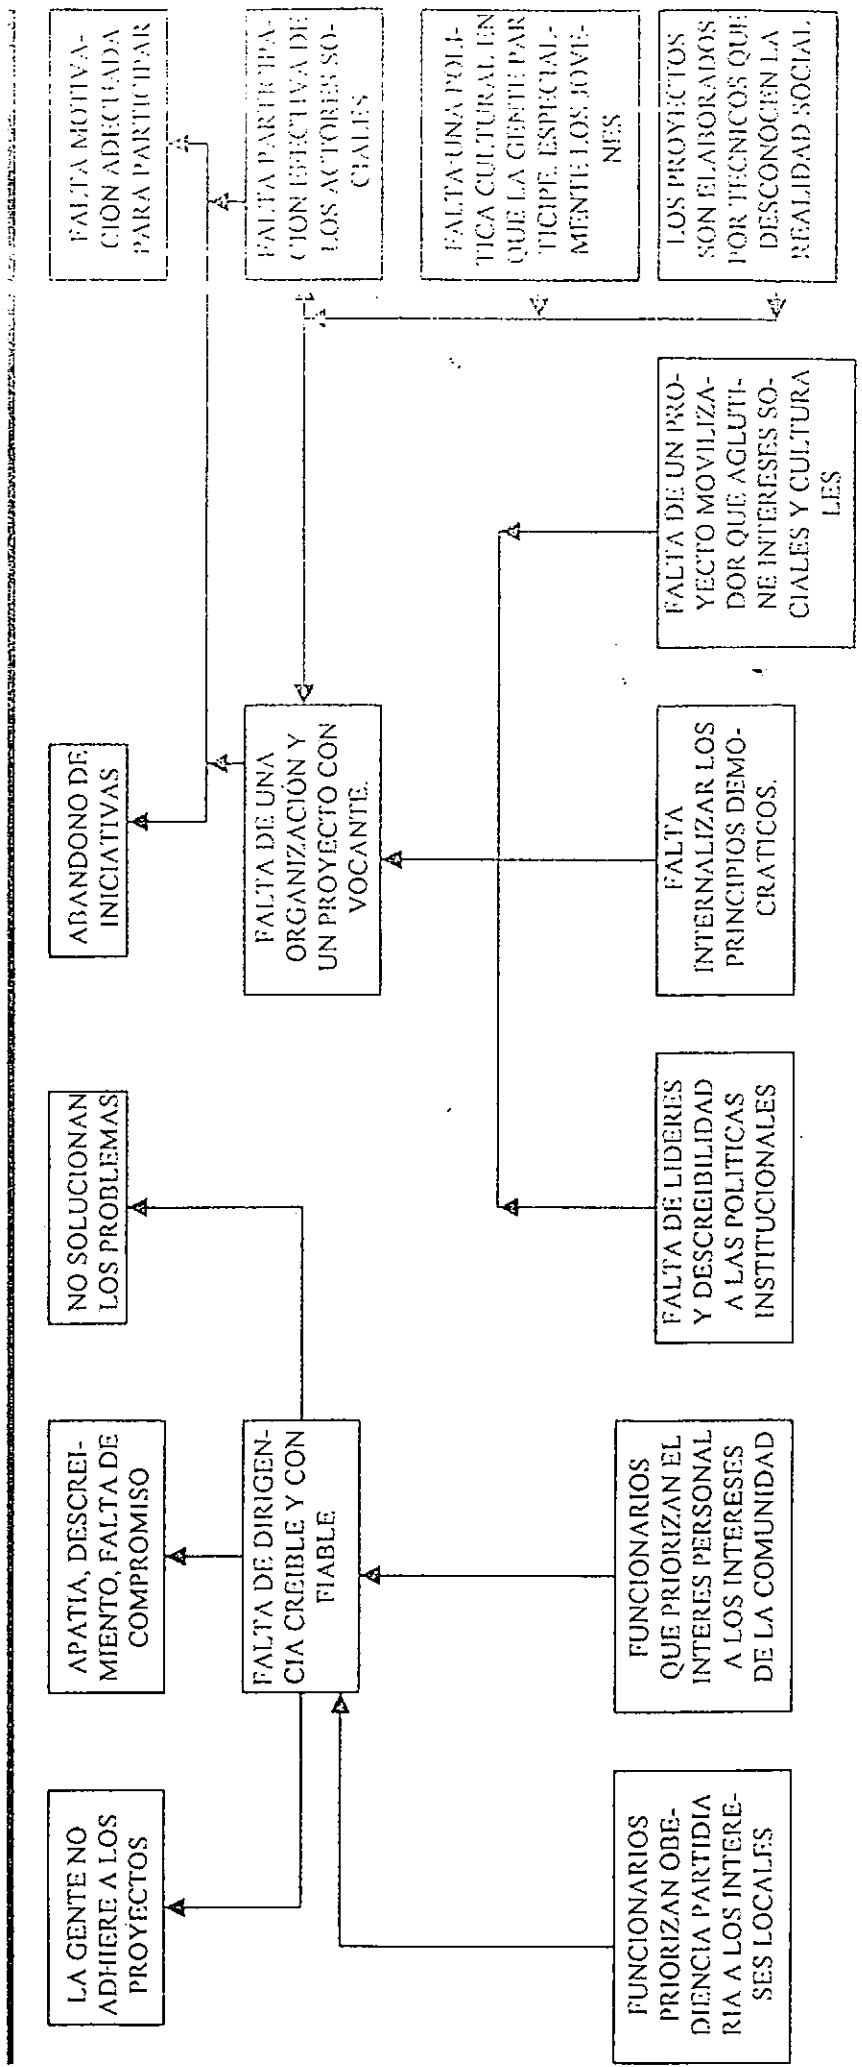 LA GENTE NO
ADHIERE A LOS
PROYECTOS
APATIA, DESCREI-
MIENTO, FALTA DE
COMPROMISO
NO SOLUCIONAN
LOS PROBLEMAS
ABANDONO DE
INICIATIVAS
FALTA MOTIVA-
CION ADECUADA
PARA PARTICIPAR
FALTA DE DIRIGEN-
CIA CREIBLE Y CON
FIABLE
FALTA DE UNA
ORGANIZACIÓN Y
UN PROYECTO CON
VOCANTE.
FALTA PARTICIPA-
CION EFECTIVA DE
LOS ACTORES SO-
CIALES
FALTA UNA POLI-
TICA CULTURAL EN
QUE LA GENTE PAR
TICIPE, ESPECIAL-
MENTE LOS JOVE-
NES
FUNCIONARIOS
PRIORIZAN OBE-
DIENCIA PARTIDIA
RIA A LOS INTERE-
SES LOCALES
FUNCIONARIOS
QUE PRIORIZAN EL
INTERES PERSONAL
A LOS INTERESES
DE LA COMUNIDAD
FALTA DE LIDERES
Y DESCREIBILIDAD
A LAS POLITICAS
INSTITUCIONALES
FALTA
INTERNALIZAR LOS
PRINCIPIOS DEMO-
CRATICOS.
FALTA DE UN PRO-
YECTO MOVILIZA-
DOR QUE AGLUTI-
NE INTERESES SO-
CIALES Y CULTURA
LES
LOS PROYECTOS
SON ELABORADOS
POR TECNICOS QUE
DESCONOCEN LA
REALIDAD SOCIAL